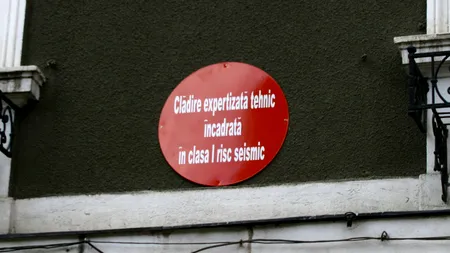 Clădire expertizată tehnic
încadrată
în clasa I risc seismic